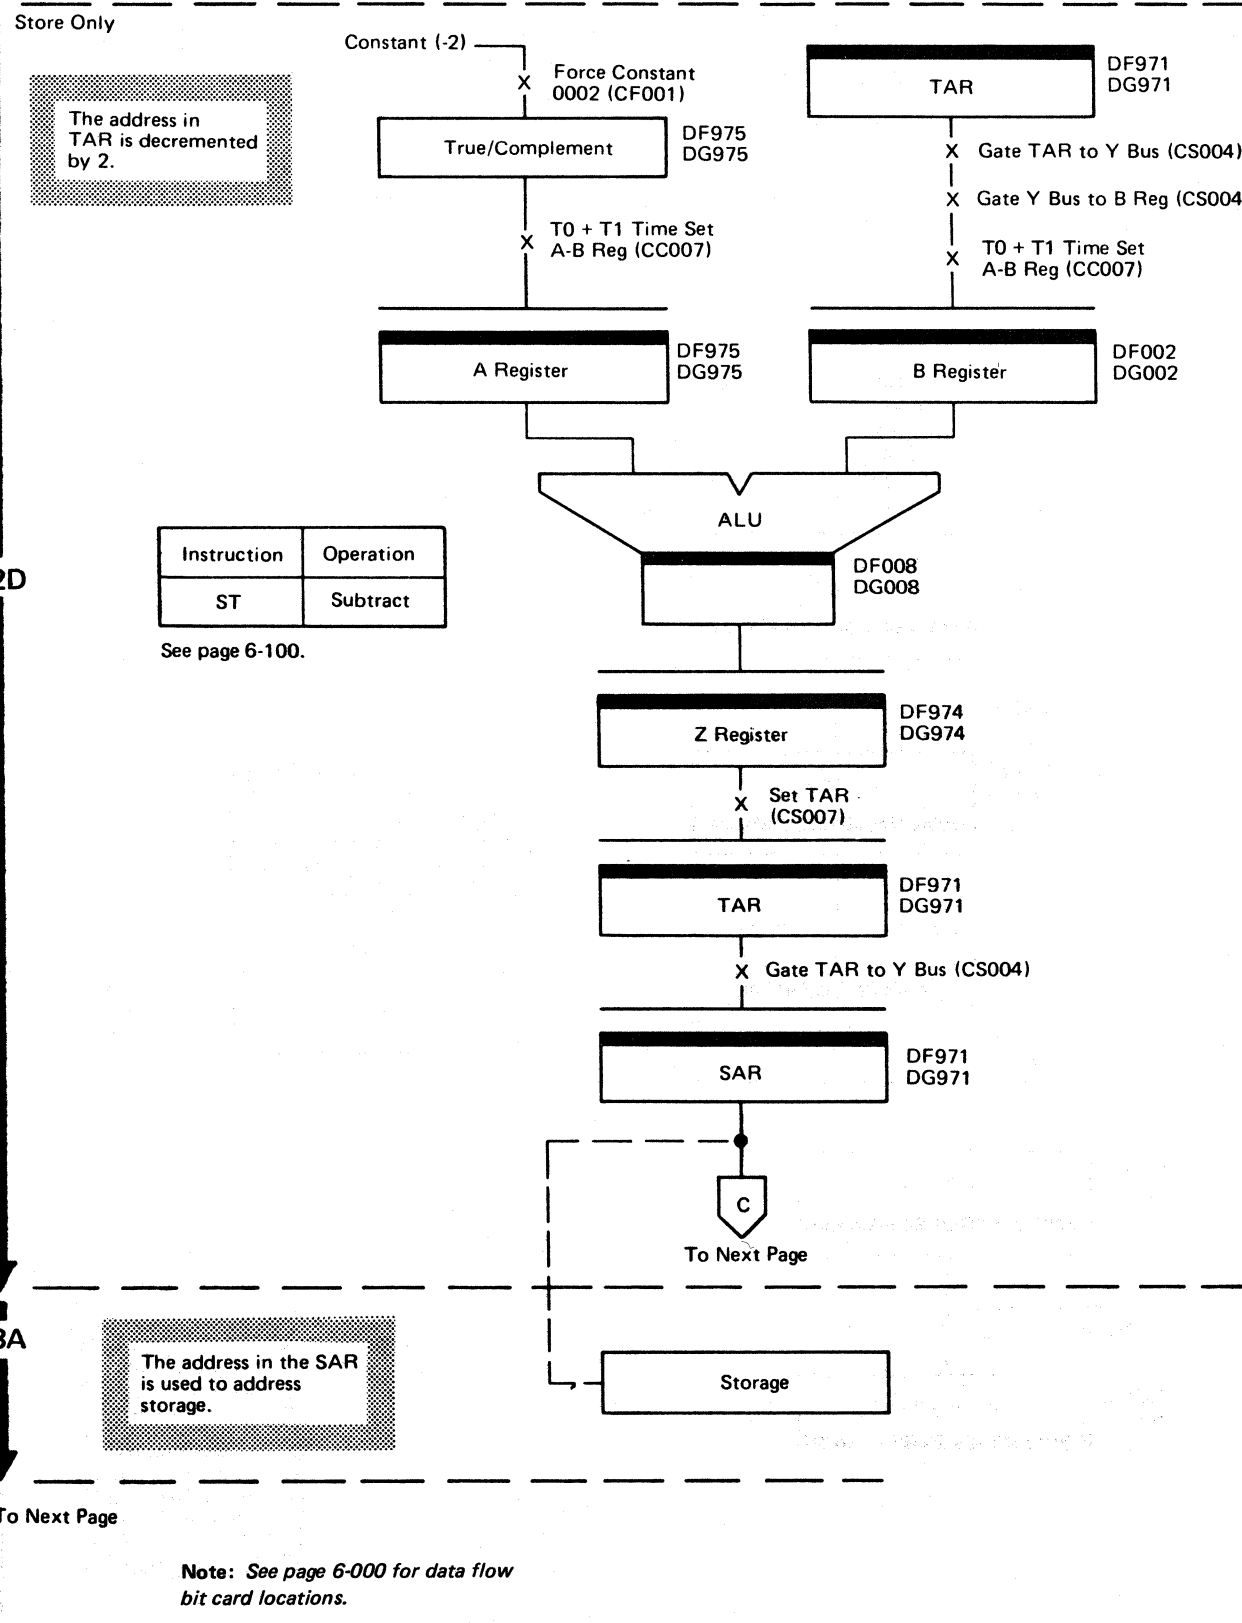 Store Only
Constant (-2)
Force Constant
0002 (CF001)
TAR
DF971
DG971
The address in
TAR is decremented
by 2.
True/Complement
DF975
DG975
X Gate TAR to Y Bus (CS004)
X Gate Y Bus to B Reg (CS004
X
X
T0 + T1 Time Set
A-B Reg (CC007)
X
T0 + T1 Time Set
A-B Reg (CC007)
A Register
DF975
DG975
B Register
DF002
DG002
ALU
Instruction Operation
ST Subtract
See page 6-100.
2D
DF008
DG008
Z Register
DF974
DG974
X Set TAR
(CS007)
TAR
DF971
DG971
X Gate TAR to Y Bus (CS004)
SAR
DF971
DG971
C
To Next Page
3A
The address in the SAR
is used to address
storage.
Storage
To Next Page
Note: See page 6-000 for data flow
bit card locations.